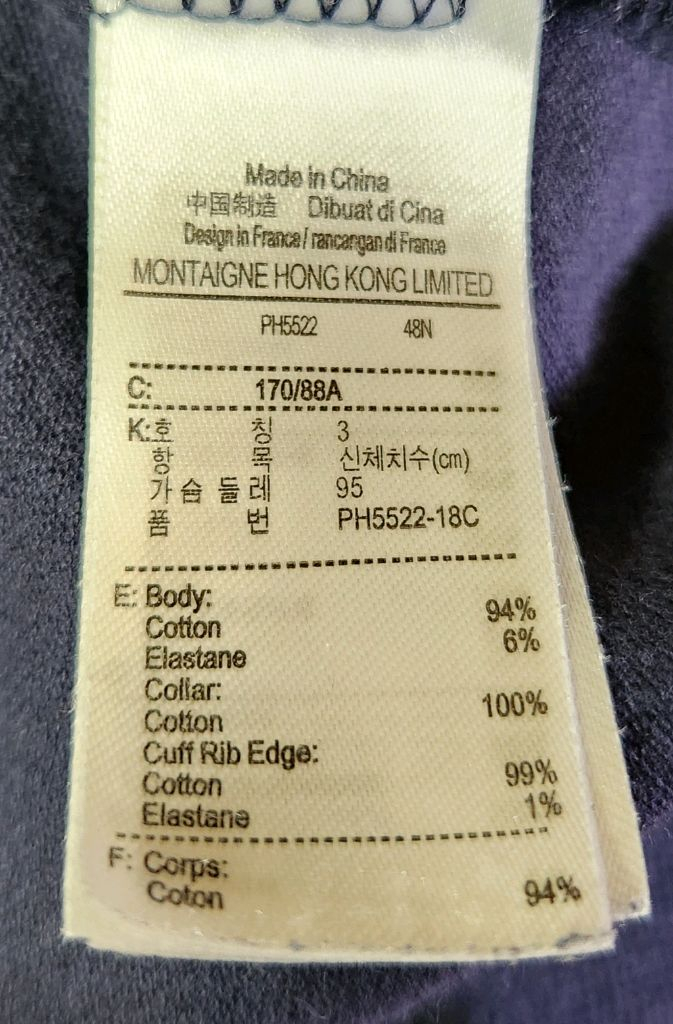 Made in China
中国制造 Dibuat di Cina
Design in France/ rancangan di France
MONTAIGNE HONG KONG LIMITED
PH5522 48N
C: 170/88A
K:호 칭 3
항 목 신체치수(cm)
가 슴 둘 레 95
품 번 PH5522-18C
E: Body:
Cotton 94%
Elastane 6%
Collar:
Cotton 100%
Cuff Rib Edge:
Cotton 99%
Elastane 1%
F: Corps:
Coton 94%